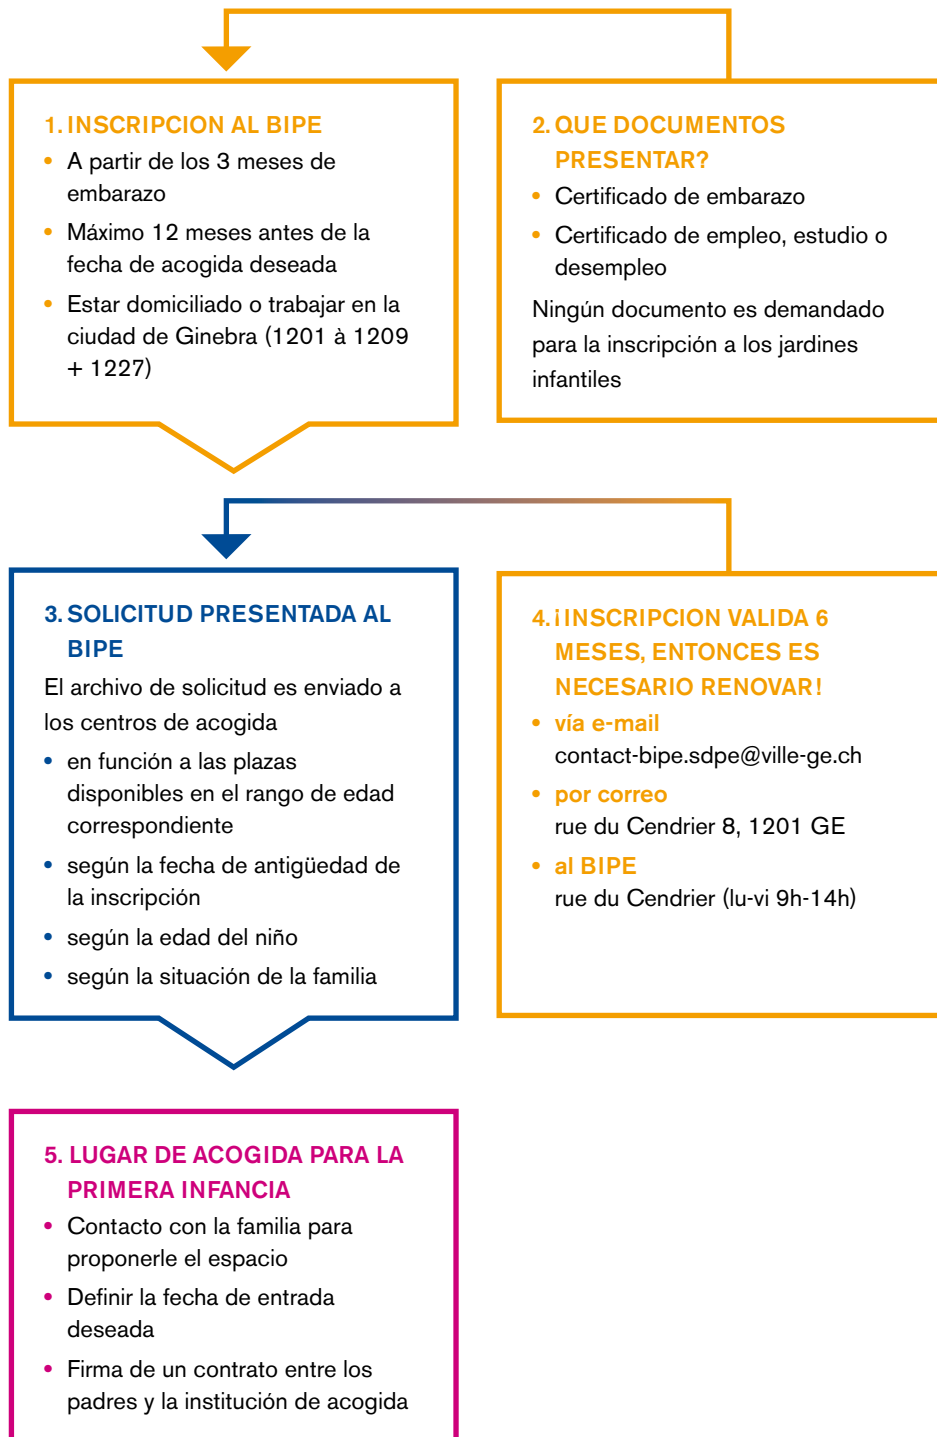 1. INSCRIPCION AL BIPE
• A partir de los 3 meses de
embarazo
• Máximo 12 meses antes de la
fecha de acogida deseada
• Estar domiciliado o trabajar en la
ciudad de Ginebra (1201 à 1209
+ 1227)
2. QUE DOCUMENTOS
PRESENTAR?
• Certificado de embarazo
• Certificado de empleo, estudio o
desempleo
Ningún documento es demandado
para la inscripción a los jardines
infantiles
3. SOLICITUD PRESENTADA AL
BIPE
El archivo de solicitud es enviado a
los centros de acogida
• en función a las plazas
disponibles en el rango de edad
correspondiente
• según la fecha de antigüedad de
la inscripción
• según la edad del niño
• según la situación de la familia
4. ¡INSCRIPCION VALIDA 6
MESES, ENTONCES ES
NECESARIO RENOVAR!
• vía e-mail
contact-bipe.sdpe@ville-ge.ch
• por correo
rue du Cendrier 8, 1201 GE
• al BIPE
rue du Cendrier (lu-vi 9h-14h)
5. LUGAR DE ACOGIDA PARA LA
PRIMERA INFANCIA
• Contacto con la familia para
proponerle el espacio
• Definir la fecha de entrada
deseada
• Firma de un contrato entre los
padres y la institución de acogida